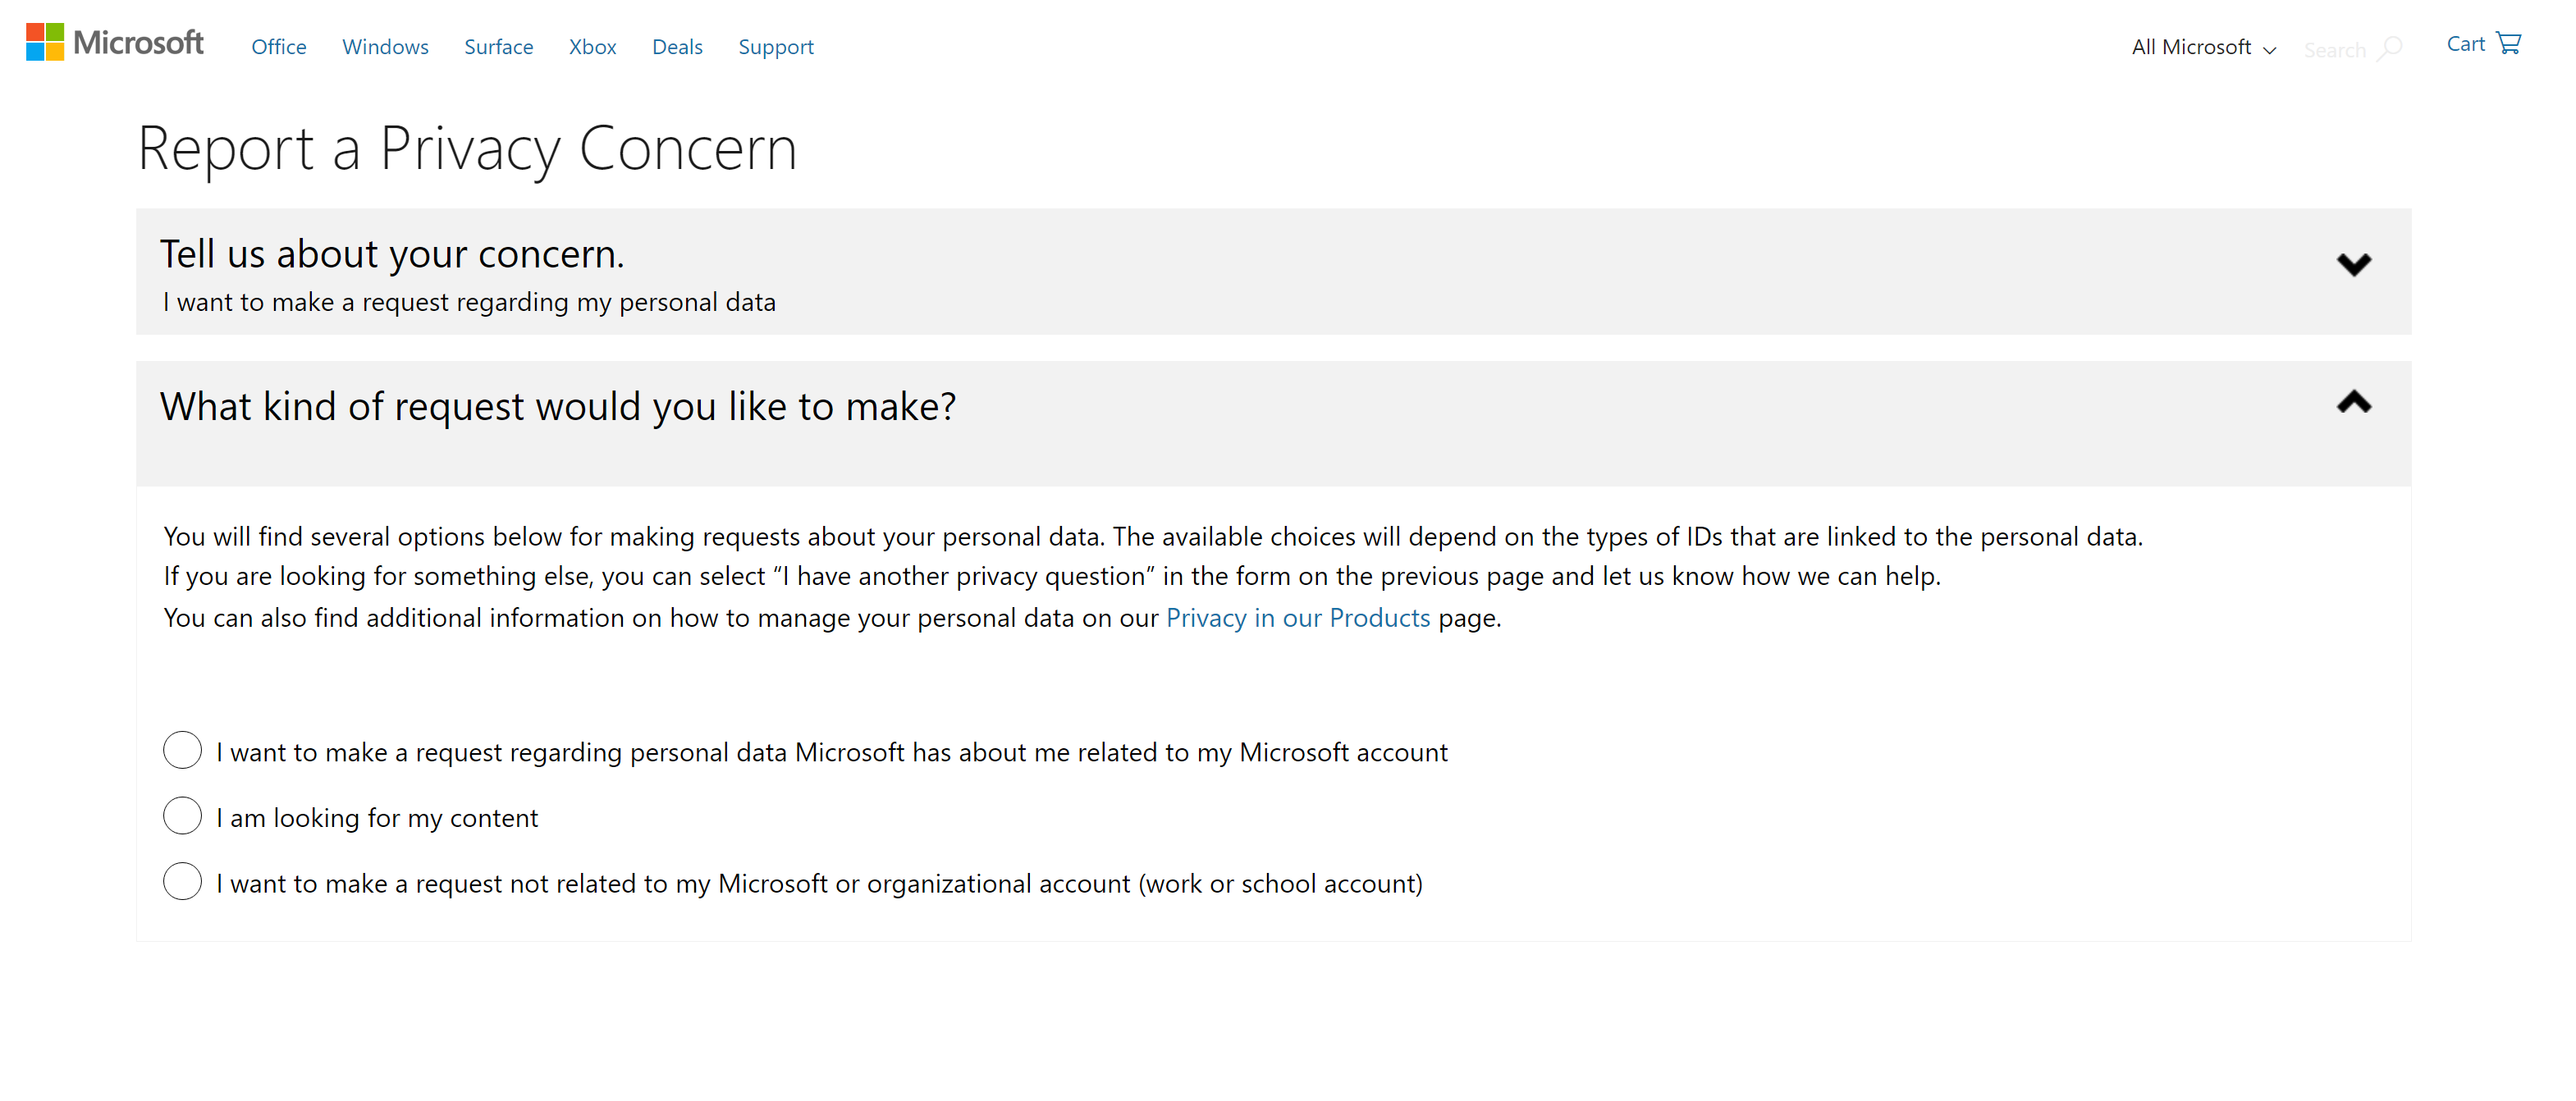 Microsoft Office Windows Surface Xbox Deals Support All Microsoft Search Cart
Report a Privacy Concern
Tell us about your concern.
I want to make a request regarding my personal data
What kind of request would you like to make?
You will find several options below for making requests about your personal data. The available choices will depend on the types of IDs that are linked to the personal data.
If you are looking for something else, you can select “I have another privacy question” in the form on the previous page and let us know how we can help.
You can also find additional information on how to manage your personal data on our Privacy in our Products page.
I want to make a request regarding personal data Microsoft has about me related to my Microsoft account
I am looking for my content
I want to make a request not related to my Microsoft or organizational account (work or school account)